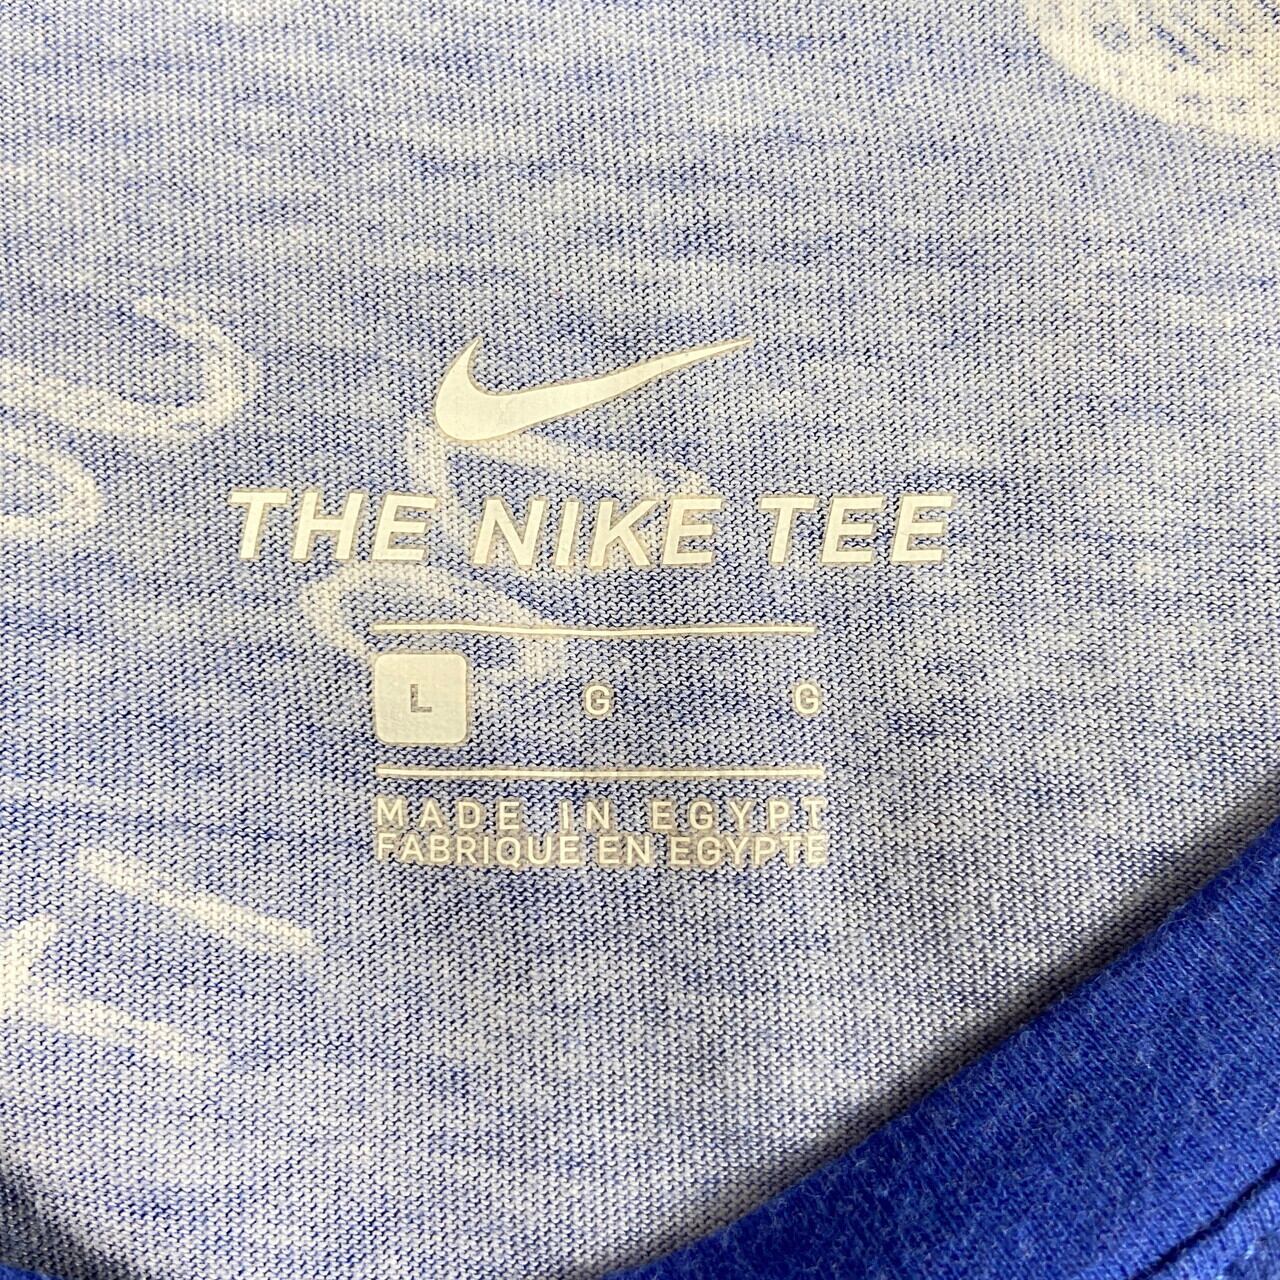 THE NIKE TEE
L G G
MADE IN EGYPT
FABRIQUE EN EGYPTE